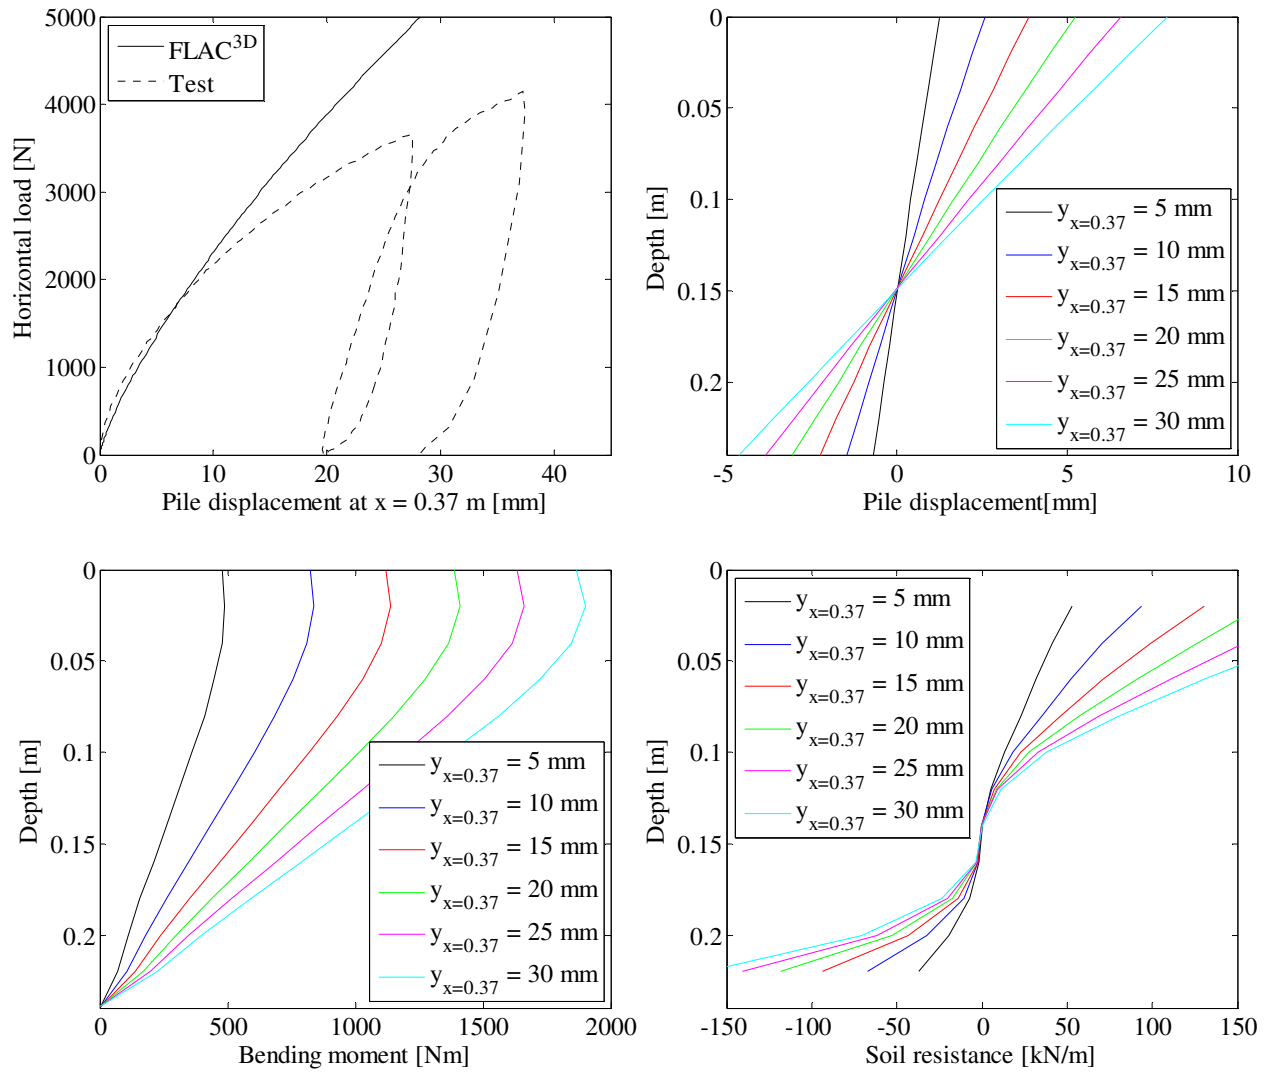 5000
4000
3000
2000
1000
0
0 10 20 30 40
Horizontal load [N]
Pile displacement at x = 0.37 m [mm]
FLAC3D
Test
0
0.05
0.1
0.15
0.2
-5 0 5 10
Depth [m]
Pile displacement[mm]
yx=0.37 = 5 mm
yx=0.37 = 10 mm
yx=0.37 = 15 mm
yx=0.37 = 20 mm
yx=0.37 = 25 mm
yx=0.37 = 30 mm
0
0.05
0.1
0.15
0.2
0 500 1000 1500 2000
Depth [m]
Bending moment [Nm]
yx=0.37 = 5 mm
yx=0.37 = 10 mm
yx=0.37 = 15 mm
yx=0.37 = 20 mm
yx=0.37 = 25 mm
yx=0.37 = 30 mm
0
0.05
0.1
0.15
0.2
-150 -100 -50 0 50 100 150
Depth [m]
Soil resistance [kN/m]
yx=0.37 = 5 mm
yx=0.37 = 10 mm
yx=0.37 = 15 mm
yx=0.37 = 20 mm
yx=0.37 = 25 mm
yx=0.37 = 30 mm